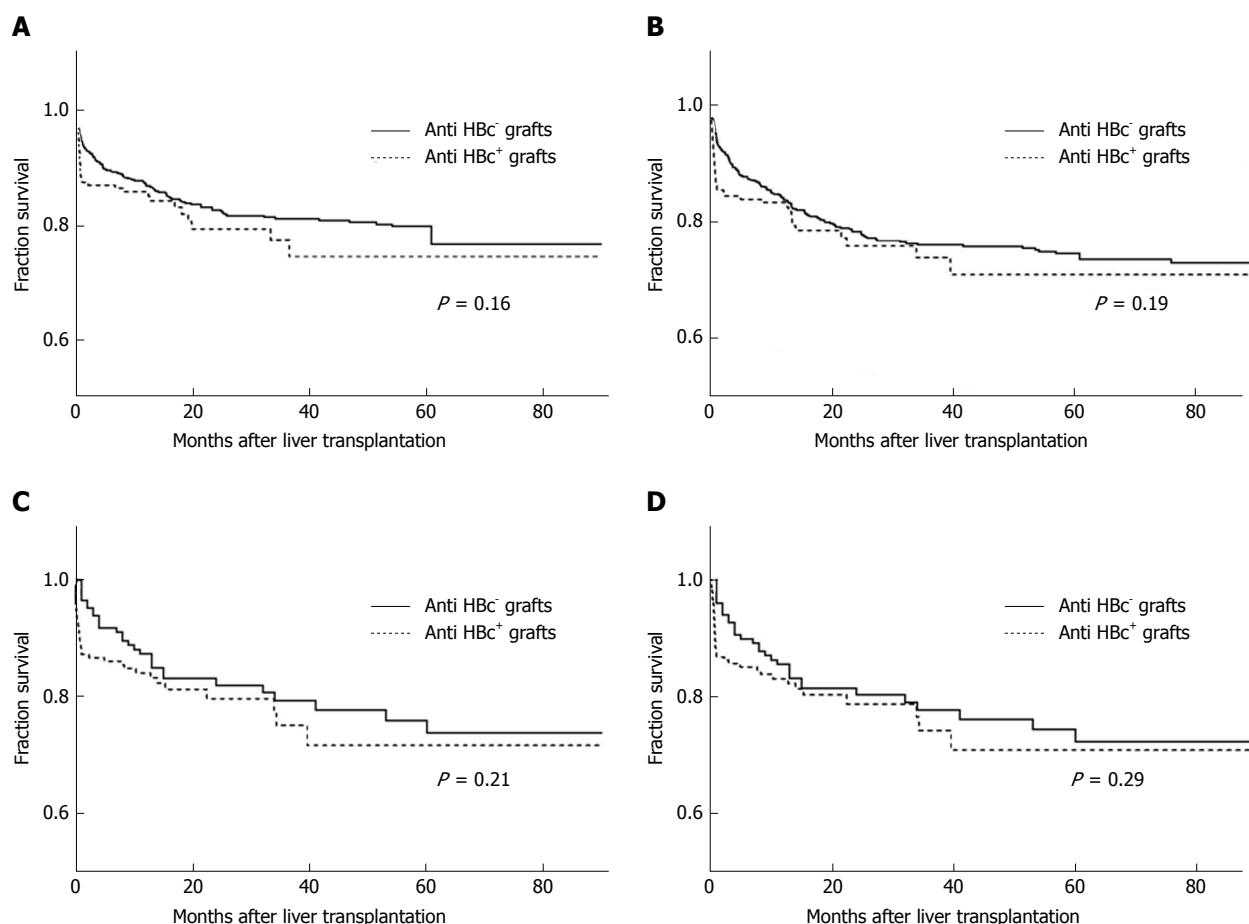 A
Fraction survival
1.0
0.8
0.6
Anti HBc⁻ grafts
Anti HBc⁺ grafts
P = 0.16
0 20 40 60 80
Months after liver transplantation
B
Fraction survival
1.0
0.8
0.6
Anti HBc⁻ grafts
Anti HBc⁺ grafts
P = 0.19
0 20 40 60 80
Months after liver transplantation
C
Fraction survival
1.0
0.8
0.6
Anti HBc⁻ grafts
Anti HBc⁺ grafts
P = 0.21
0 20 40 60 80
Months after liver transplantation
D
Fraction survival
1.0
0.8
0.6
Anti HBc⁻ grafts
Anti HBc⁺ grafts
P = 0.29
0 20 40 60 80
Months after liver transplantation